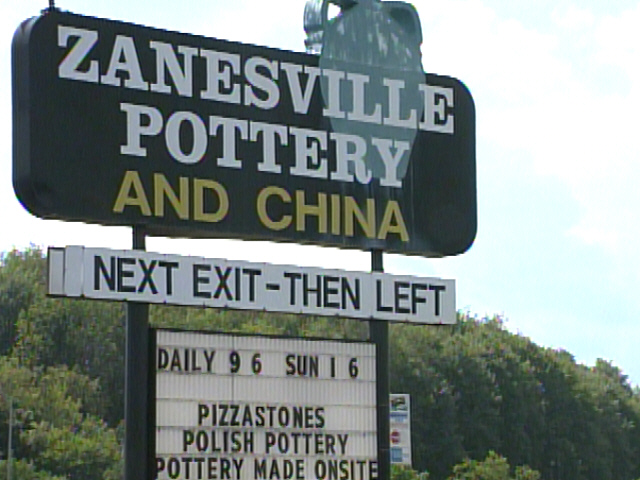 ZANESVILLE
POTTERY
AND CHINA
NEXT EXIT-THEN LEFT
DAILY 9 6 SUN 1 6
PIZZASTONES
POLISH POTTERY
POTTERY MADE ONSITE